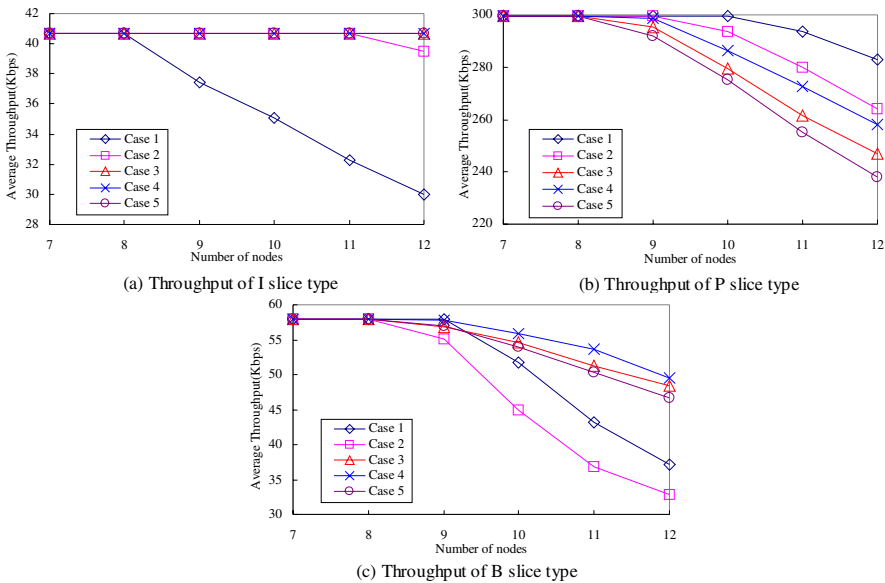 42
40
38
36
34
32
30
28
Average Throughput(Kbps)
Case 1
Case 2
Case 3
Case 4
Case 5
7 8 9 10 11 12
Number of nodes
(a) Throughput of I slice type
300
280
260
240
220
Average Throughput(Kbps)
Case 1
Case 2
Case 3
Case 4
Case 5
7 8 9 10 11 12
Number of nodes
(b) Throughput of P slice type
60
55
50
45
40
35
30
Average Throughput(Kbps)
Case 1
Case 2
Case 3
Case 4
Case 5
7 8 9 10 11 12
Number of nodes
(c) Throughput of B slice type